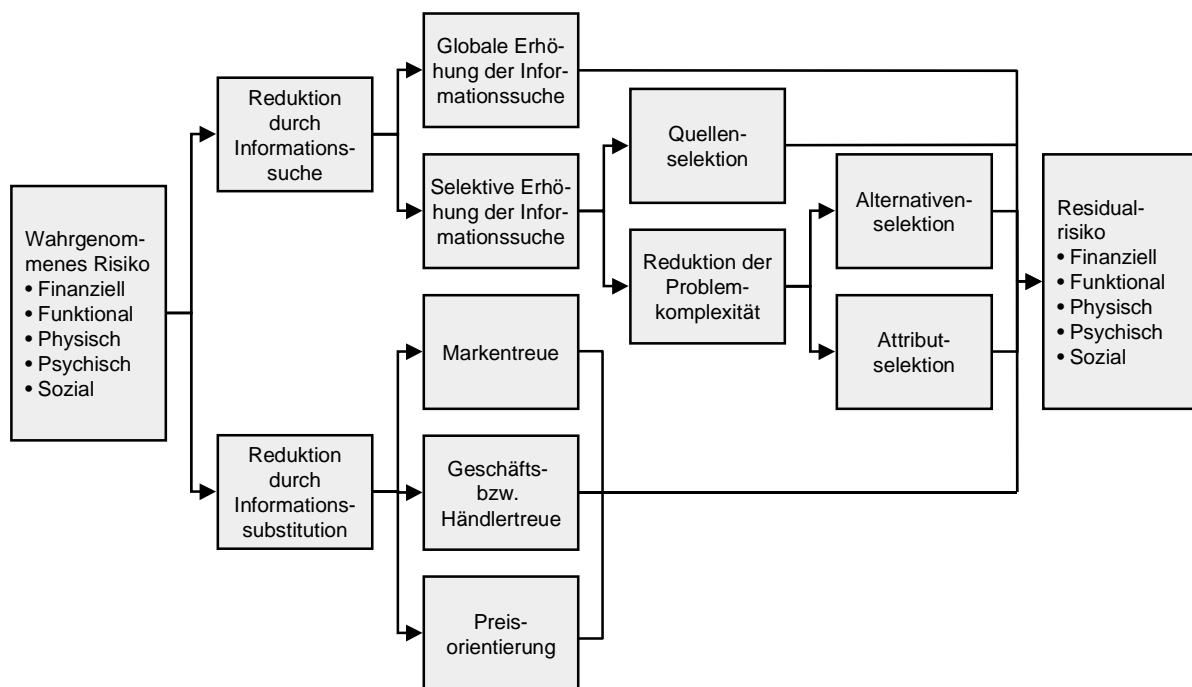 Wahrgenom-
menes Risiko
• Finanziell
• Funktional
• Physisch
• Psychisch
• Sozial
Reduktion
durch
Informations-
suche
Reduktion
durch
Informations-
substitution
Globale Erhö-
hung der Infor-
mationssuche
Selektive Erhö-
hung der Infor-
mationssuche
Markentreue
Geschäfts-
bzw.
Händlertreue
Preis-
orientierung
Quellen-
selektion
Reduktion der
Problem-
komplexität
Alternativen-
selektion
Attribut-
selektion
Residual-
risiko
• Finanziell
• Funktional
• Physisch
• Psychisch
• Sozial